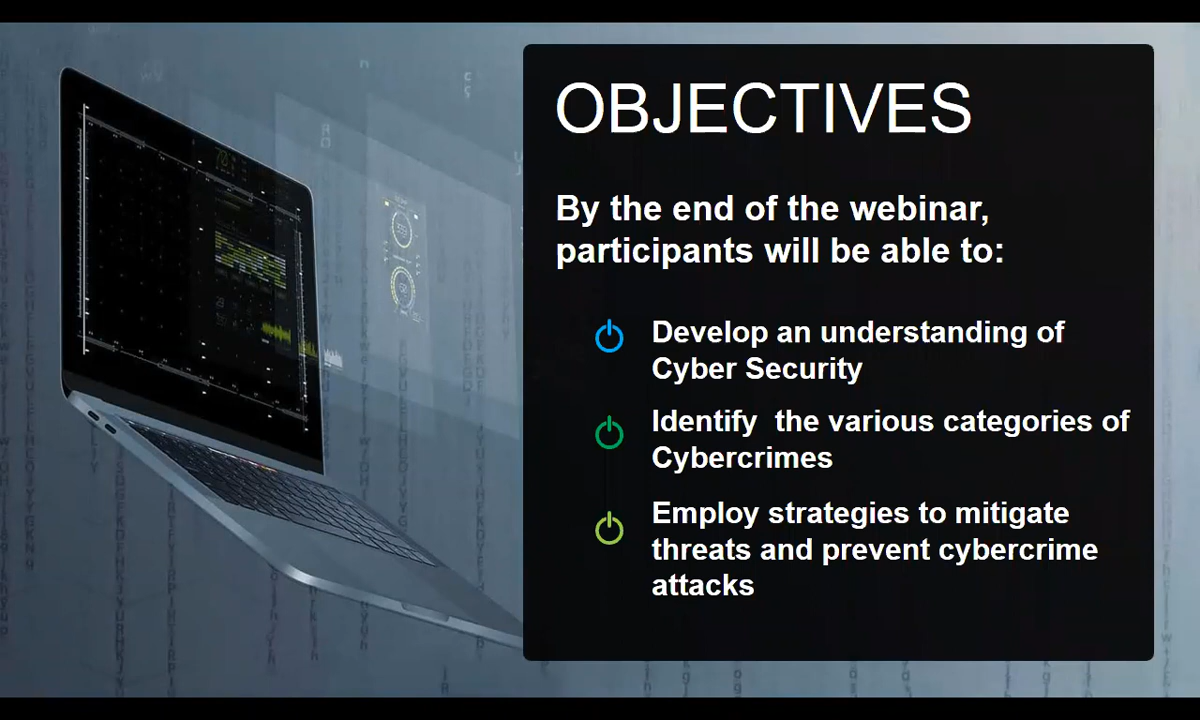 OBJECTIVES
By the end of the webinar,
participants will be able to:
Develop an understanding of
Cyber Security
Identify  the various categories of
Cybercrimes
Employ strategies to mitigate
threats and prevent cybercrime
attacks